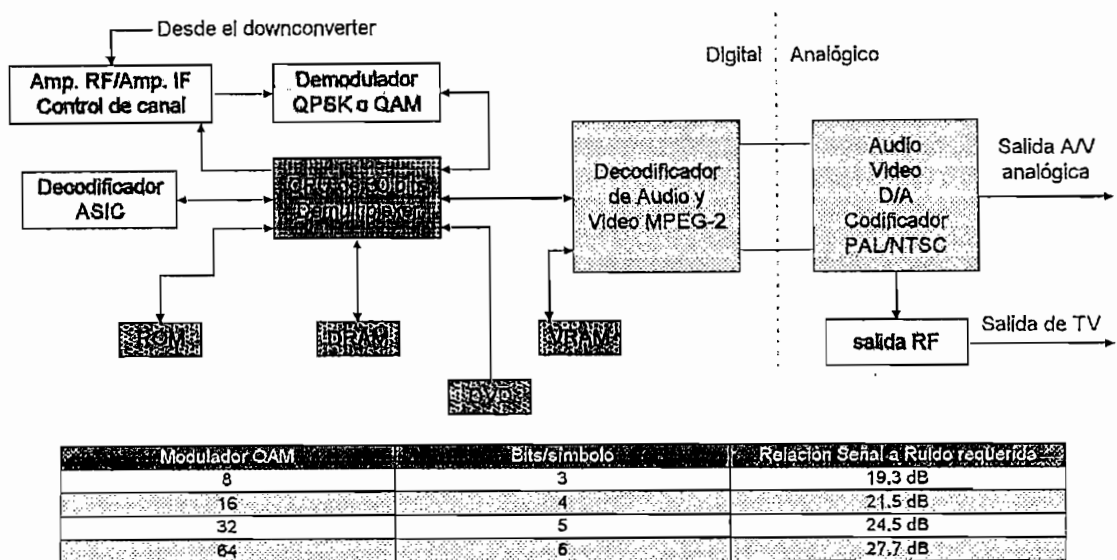 Desde el downconverter
Digital
Analógico
Amp. RF/Amp. IF
Control de canal
Demodulador
QPSK o QAM
Decodificador
ASIC
Demultiplexer
Decodificador
de Audio y
Video MPEG-2
Audio
Video
D/A
Codificador
PAL/NTSC
Salida A/V
analógica
ROM
DRAM
VRAM
DVD
salida RF
Salida de TV
Modulador QAM Bits/símbolo Relación Señal a Ruido requerida
8 3 19.3 dB
16 4 21.5 dB
32 5 24.5 dB
64 6 27.7 dB